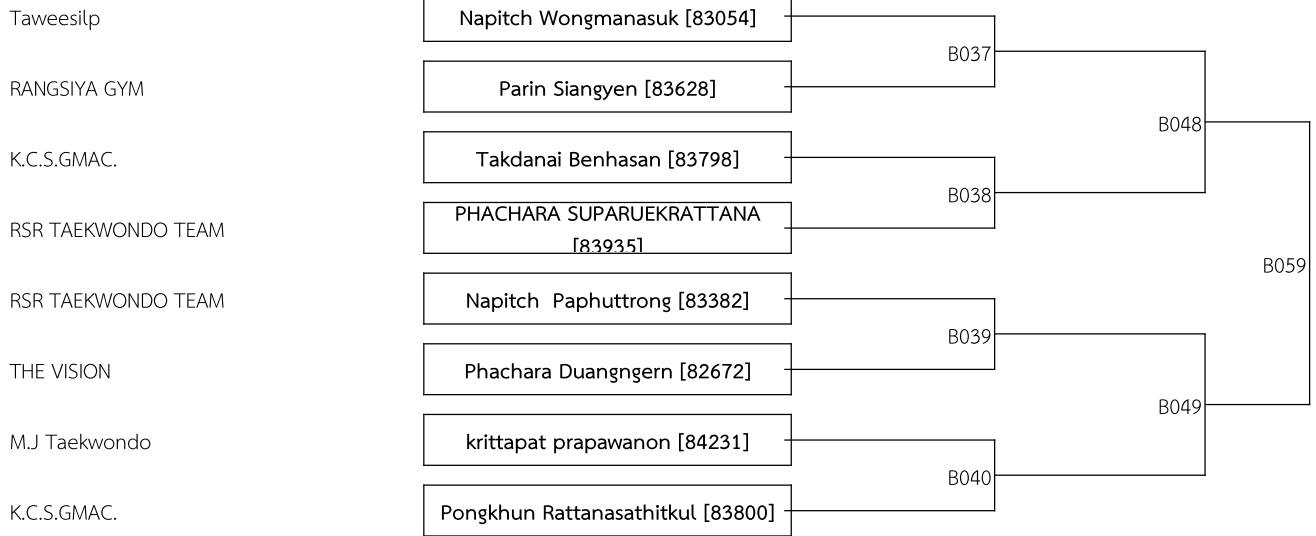 Taweesilp
Napitch Wongmanasuk [83054]
B037
RANGSIYA GYM
Parin Siangyen [83628]
B048
K.C.S.GMAC.
Takdanai Benhasan [83798]
B038
RSR TAEKWONDO TEAM
PHACHARA SUPARUEKRATTANA
[83935]
B059
RSR TAEKWONDO TEAM
Napitch  Paphuttrong [83382]
B039
THE VISION
Phachara Duangngern [82672]
B049
M.J Taekwondo
krittapat prapawanon [84231]
B040
K.C.S.GMAC.
Pongkhun Rattanasathitkul [83800]